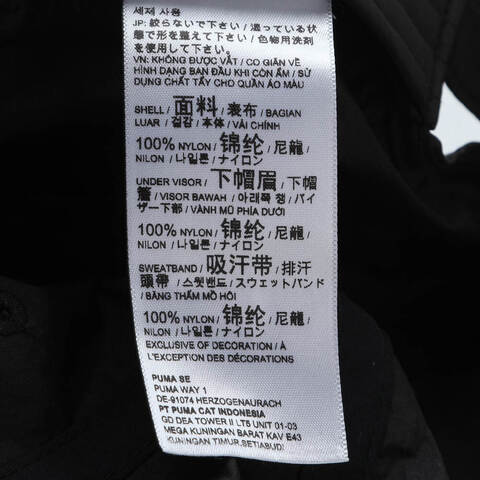 세제 사용
JP: 絞らないで下さい / 湿っている状
態で形を整えて下さい / 色物用洗剤
を使用して下さい。
VN: KHÔNG ĐƯỢC VẮT / CO GIÃN VỀ
HÌNH DẠNG BAN ĐẦU KHI CÒN ẨM / SỬ
DỤNG CHẤT TẨY CHO QUẦN ÁO MÀU
SHELL / 面料 / 表布 / BAGIAN
LUAR / 겉감 / 本体 / VẢI CHÍNH
100% NYLON / 锦纶 / 尼龍 /
NILON / 나일론 / ナイロン
UNDER VISOR / 下帽眉 / 下帽
簷 / VISOR BAWAH / 아래쪽 챙 / バイ
ザー下部 / VÀNH MŨ PHÍA DƯỚI
100% NYLON / 锦纶 / 尼龍 /
NILON / 나일론 / ナイロン
SWEATBAND / 吸汗带 / 排汗
頭帶 / 스웻밴드 / スウェットバンド
/ BĂNG THẤM MỒ HÔI
100% NYLON / 锦纶 / 尼龍 /
NILON / 나일론 / ナイロン
EXCLUSIVE OF DECORATION / À
L'EXCEPTION DES DÉCORATIONS
PUMA SE
PUMA WAY 1
DE-91074 HERZOGENAURACH
PT PUMA CAT INDONESIA
GD DEA TOWER II LT5 UNIT 01-03
MEGA KUNINGAN BARAT KAV E43
KUNINGAN TIMUR, SETIABUDI